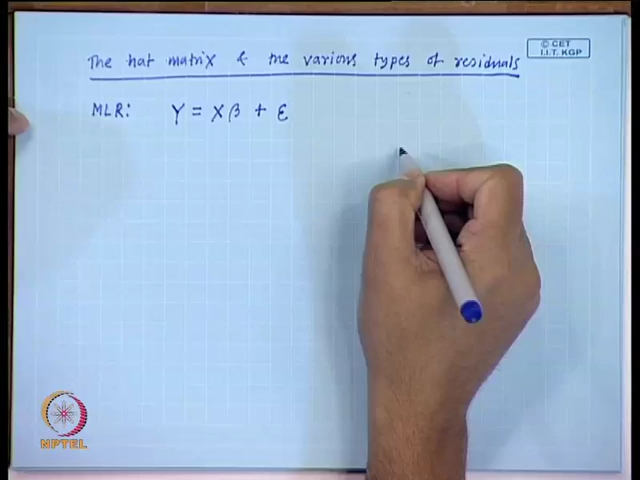 The hat matrix & the various types of residuals
© CET
I.I.T. KGP
MLR: Y = Xβ + ε
NPTEL